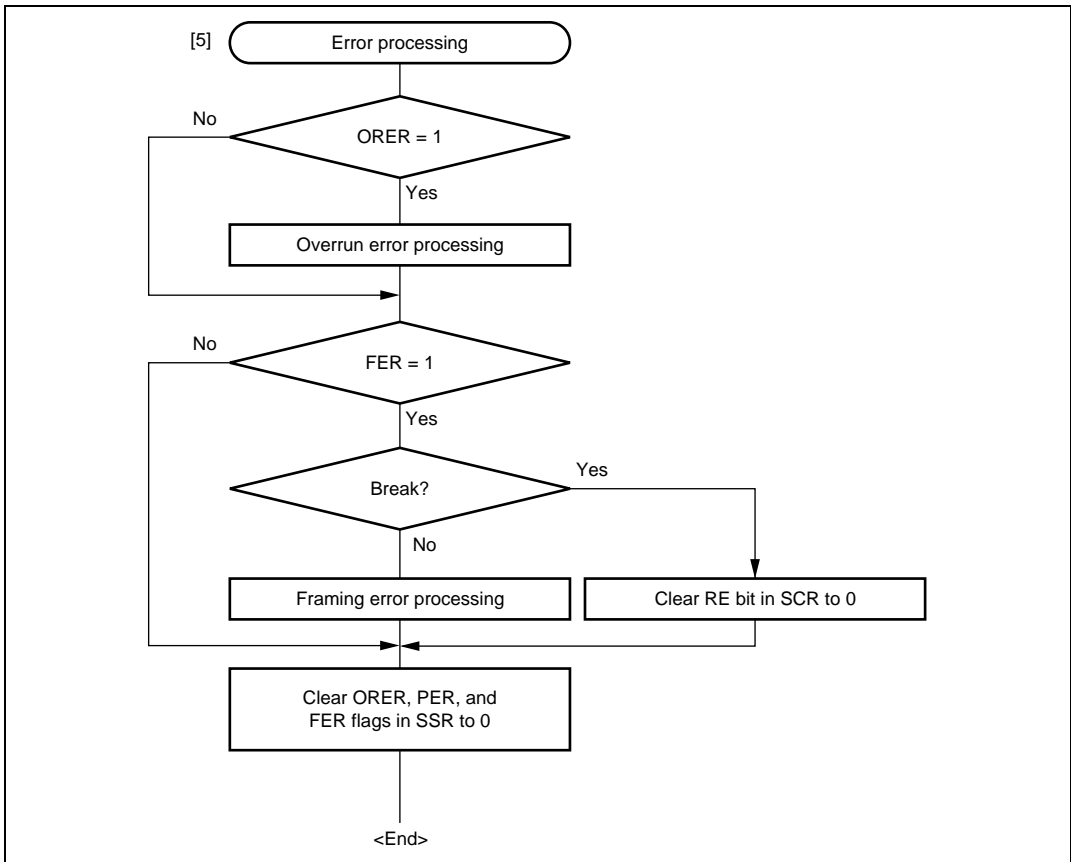 [5] Error processing
No
ORER = 1
Yes
Overrun error processing
No
FER = 1
Yes
Yes
Break?
No
Framing error processing
Clear RE bit in SCR to 0
Clear ORER, PER, and
FER flags in SSR to 0
<End>